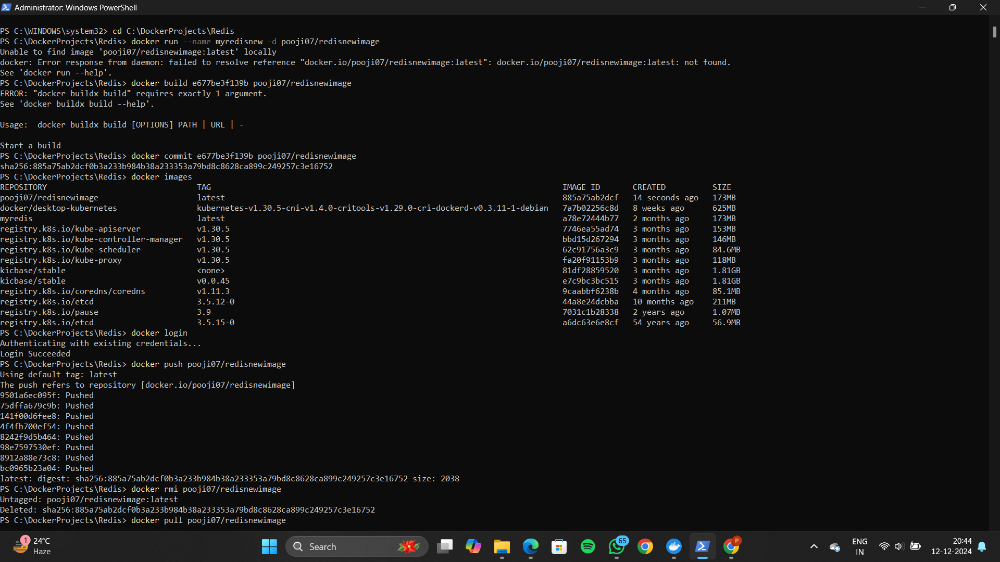 Administrator: Windows PowerShell
PS C:\WINDOWS\system32> cd C:\DockerProjects\Redis
PS C:\DockerProjects\Redis> docker run --name myredisnew -d pooji07/redisnewimage
Unable to find image 'pooji07/redisnewimage:latest' locally
docker: Error response from daemon: failed to resolve reference "docker.io/pooji07/redisnewimage:latest": docker.io/pooji07/redisnewimage:latest: not found.
See 'docker run --help'.
PS C:\DockerProjects\Redis> docker build e677be3f139b pooji07/redisnewimage
ERROR: "docker buildx build" requires exactly 1 argument.
See 'docker buildx build --help'.
Usage:  docker buildx build [OPTIONS] PATH | URL | -
Start a build
PS C:\DockerProjects\Redis> docker commit e677be3f139b pooji07/redisnewimage
sha256:885a75ab2dcf0b3a233b984b38a233353a79bd8c8628ca899c249257c3e16752
PS C:\DockerProjects\Redis> docker images
REPOSITORY TAG IMAGE ID CREATED SIZE
pooji07/redisnewimage latest 885a75ab2dcf 14 seconds ago 173MB
docker/desktop-kubernetes kubernetes-v1.30.5-cni-v1.4.0-critools-v1.29.0-cri-dockerd-v0.3.11-1-debian 7a7b02256c8d 8 weeks ago 625MB
myredis latest a78e72444b77 2 months ago 173MB
registry.k8s.io/kube-apiserver v1.30.5 7746ea55ad74 3 months ago 153MB
registry.k8s.io/kube-controller-manager v1.30.5 bbd15d267294 3 months ago 146MB
registry.k8s.io/kube-scheduler v1.30.5 62c91756a3c9 3 months ago 84.6MB
registry.k8s.io/kube-proxy v1.30.5 fa20f91153b9 3 months ago 118MB
kicbase/stable <none> 81df28859520 3 months ago 1.81GB
kicbase/stable v0.0.45 e7c9bc3bc515 3 months ago 1.81GB
registry.k8s.io/coredns/coredns v1.11.3 9caabbf6238b 4 months ago 85.1MB
registry.k8s.io/etcd 3.5.12-0 44a8e24dcbba 10 months ago 211MB
registry.k8s.io/pause 3.9 7031c1b28338 2 years ago 1.07MB
registry.k8s.io/etcd 3.5.15-0 a6dc63e6e8cf 54 years ago 56.9MB
PS C:\DockerProjects\Redis> docker login
Authenticating with existing credentials...
Login Succeeded
PS C:\DockerProjects\Redis> docker push pooji07/redisnewimage
Using default tag: latest
The push refers to repository [docker.io/pooji07/redisnewimage]
9501a6ec095f: Pushed
75dffa679c9b: Pushed
141f00d6fee8: Pushed
4f4fb700ef54: Pushed
8242f9d5b464: Pushed
98e7597530ef: Pushed
8912a88e73c8: Pushed
bc0965b23a04: Pushed
latest: digest: sha256:885a75ab2dcf0b3a233b984b38a233353a79bd8c8628ca899c249257c3e16752 size: 2038
PS C:\DockerProjects\Redis> docker rmi pooji07/redisnewimage
Untagged: pooji07/redisnewimage:latest
Deleted: sha256:885a75ab2dcf0b3a233b984b38a233353a79bd8c8628ca899c249257c3e16752
PS C:\DockerProjects\Redis> docker pull pooji07/redisnewimage
1
24°C
Haze
Search
65
P
ENG
IN
20:44
12-12-2024